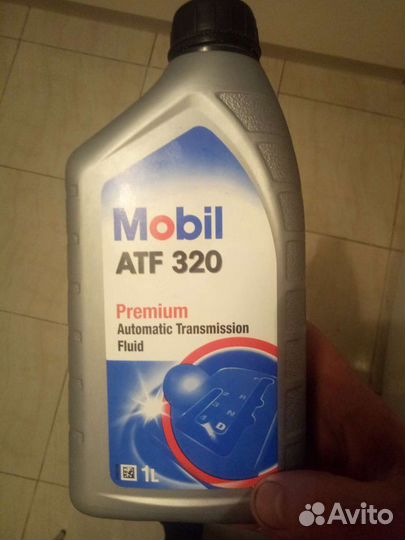 Mobil
ATF 320
Premium
Automatic Transmission
Fluid
D
1L
Avito